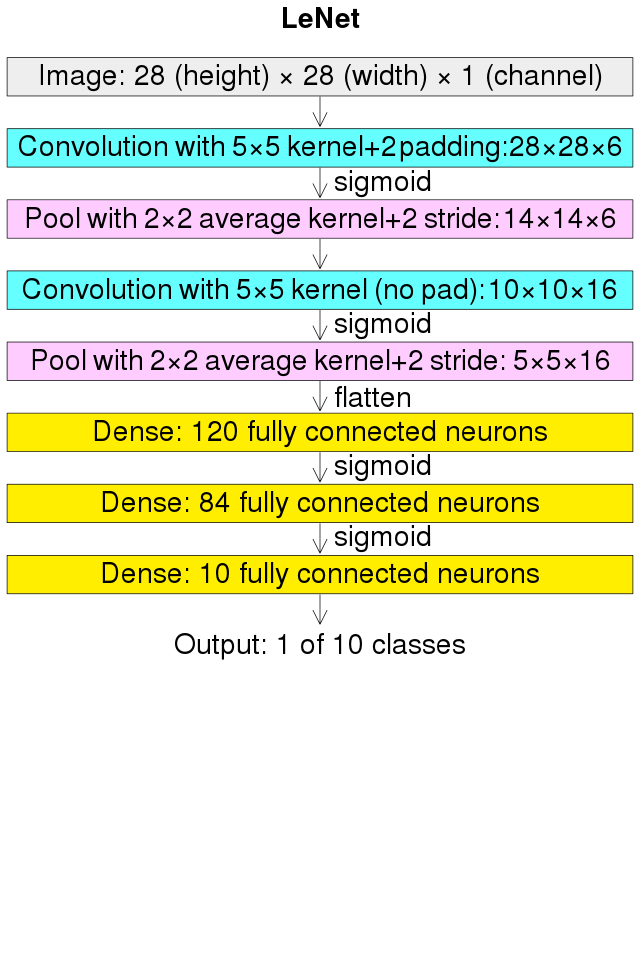 LeNet
Image: 28 (height) × 28 (width) × 1 (channel)
Convolution with 5×5 kernel+2padding:28×28×6
sigmoid
Pool with 2×2 average kernel+2 stride:14×14×6
Convolution with 5×5 kernel (no pad):10×10×16
sigmoid
Pool with 2×2 average kernel+2 stride: 5×5×16
flatten
Dense: 120 fully connected neurons
sigmoid
Dense: 84 fully connected neurons
sigmoid
Dense: 10 fully connected neurons
Output: 1 of 10 classes